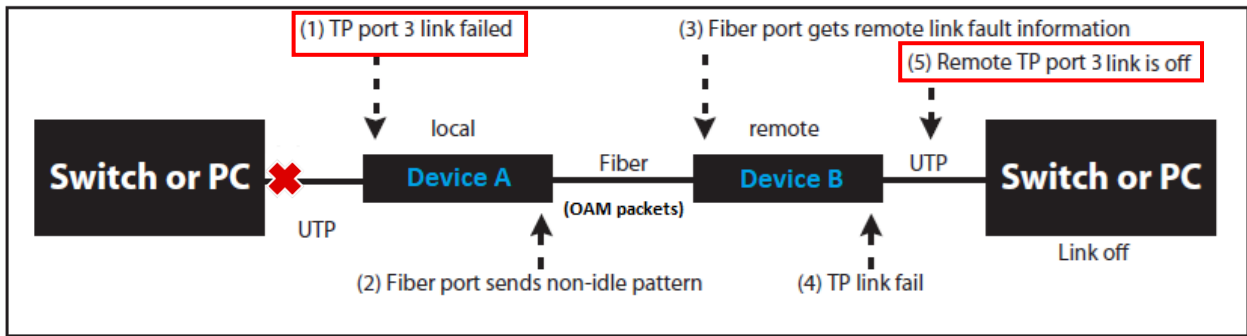 (1) TP port 3 link failed
(3) Fiber port gets remote link fault information
(5) Remote TP port 3 link is off
local
remote
Switch or PC
Device A
Fiber
Device B
UTP
Switch or PC
(OAM packets)
UTP
Link off
(2) Fiber port sends non-idle pattern
(4) TP link fail